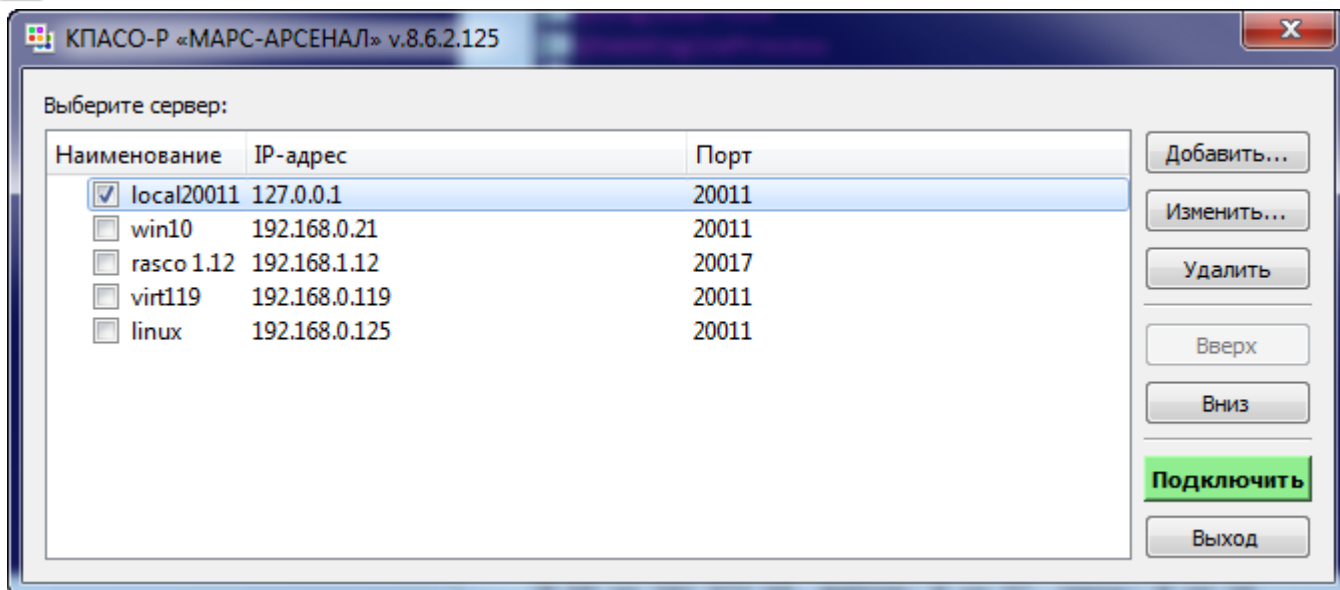 КПАСО-Р «МАРС-АРСЕНАЛ» v.8.6.2.125
Выберите сервер:
Наименование IP-адрес Порт
local20011 127.0.0.1 20011
win10 192.168.0.21 20011
rasco 1.12 192.168.1.12 20017
virt119 192.168.0.119 20011
linux 192.168.0.125 20011
Добавить...
Изменить...
Удалить
Вверх
Вниз
Подключить
Выход